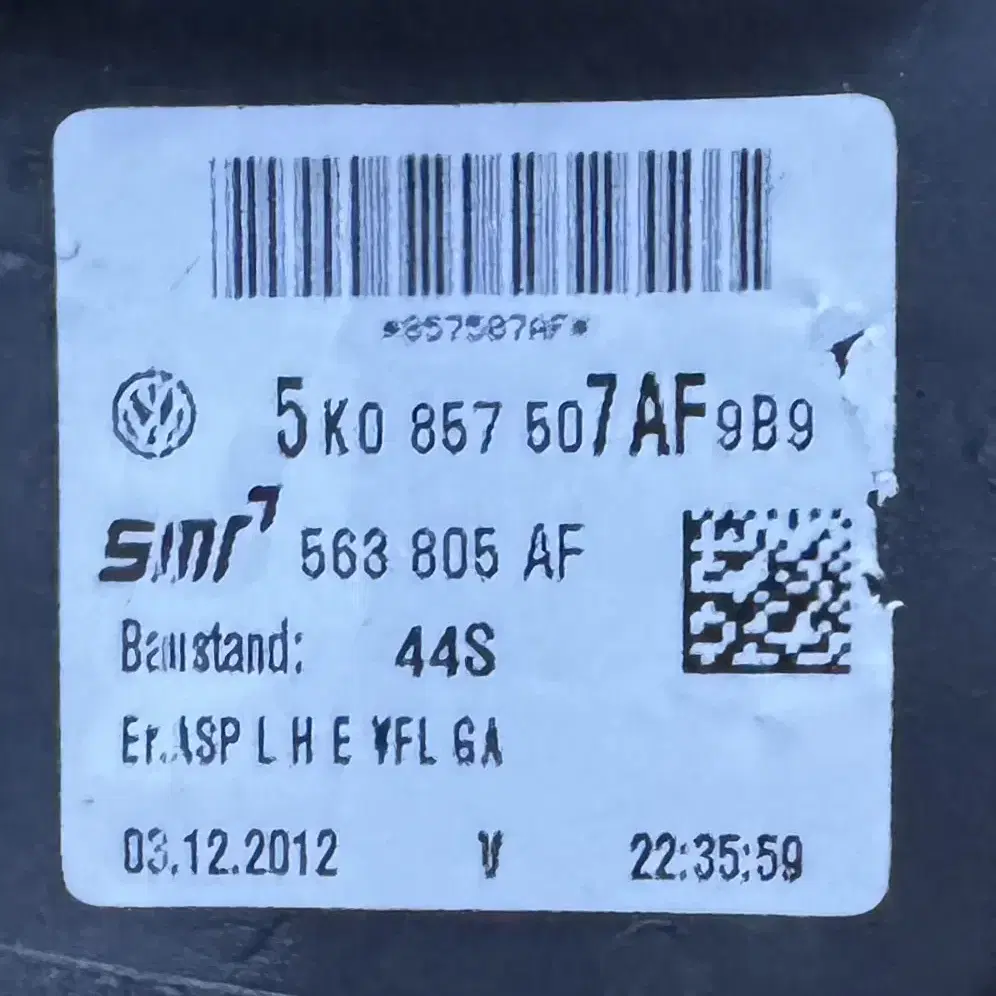 *857507AF*
5K0 857 507AF 9B9
smr 563 805 AF
Baustand: 44S
ASP L H E VFL GA
03.12.2012 V 22:35:59